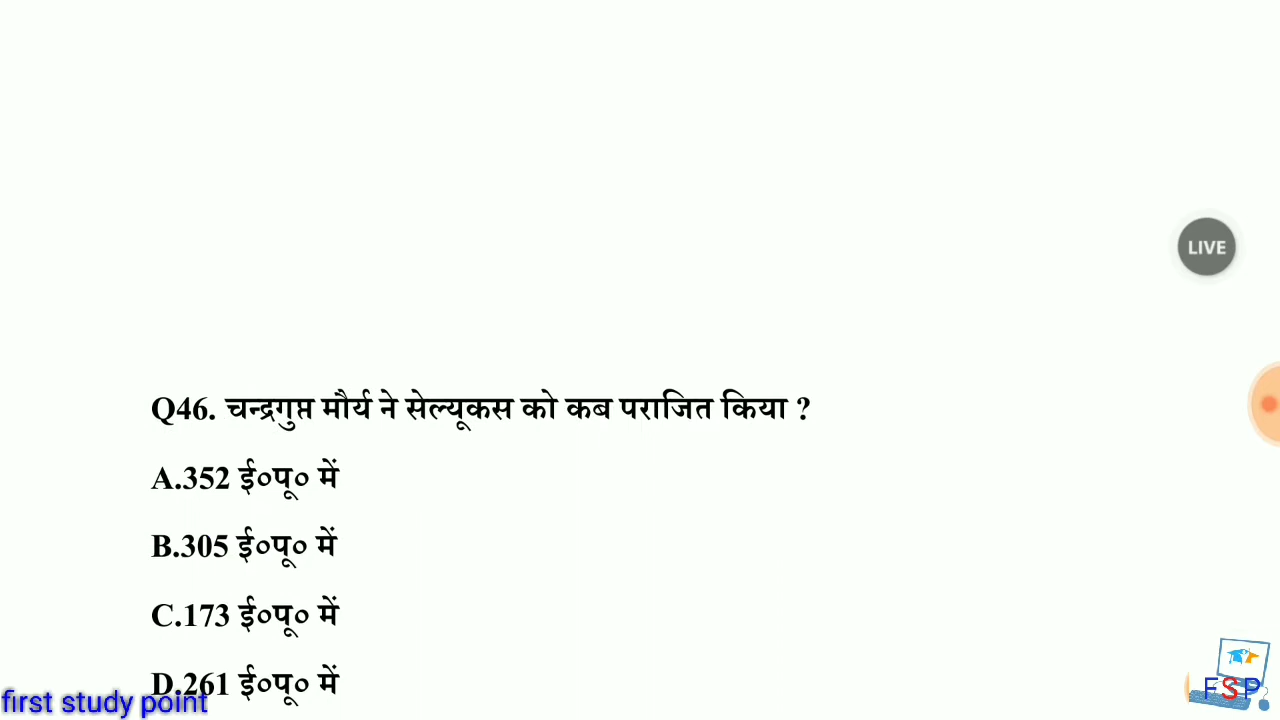 LIVE
Q46. चन्द्रगुप्त मौर्य ने सेल्यूकस को कब पराजित किया ?
A.352 ई०पू० में
B.305 ई०पू० में
C.173 ई०पू० में
D.261 ई०पू० में
first study point
FSP